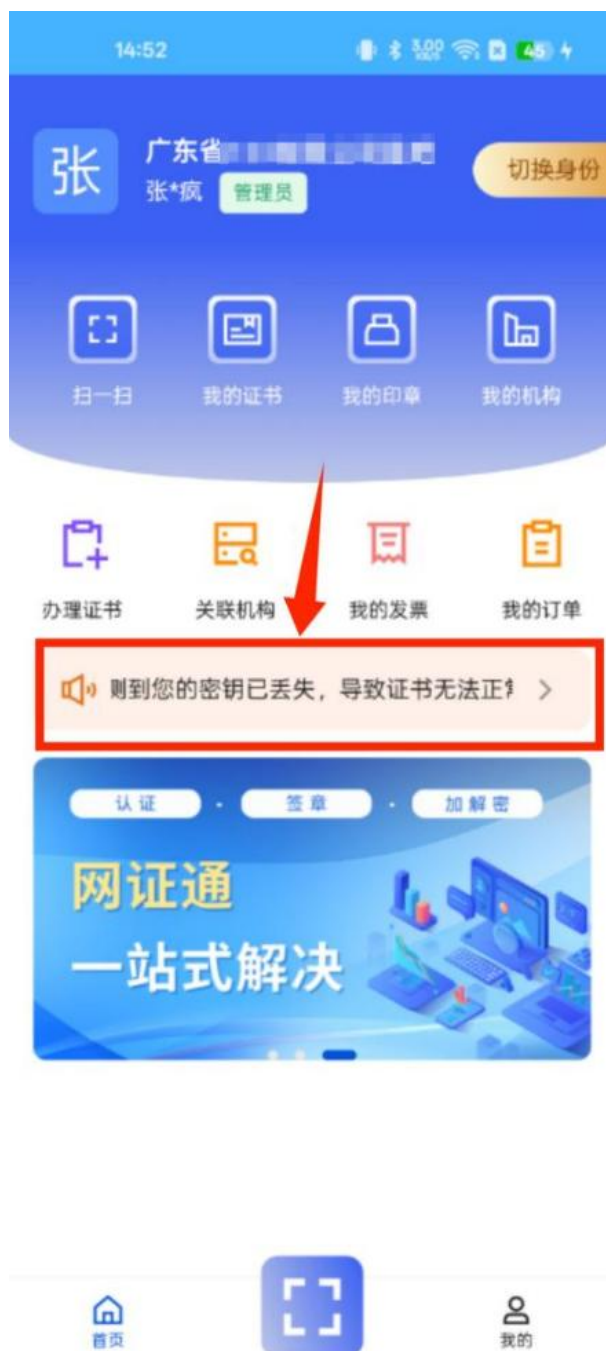 14:52
3.00
KB/S
45
张
广东省
切换身份
张*疯
管理员
扫一扫
我的证书
我的印章
我的机构
办理证书
关联机构
我的发票
我的订单
则到您的密钥已丢失，导致证书无法正
认证 · 签章 · 加解密
网证通
一站式解决
首页
我的